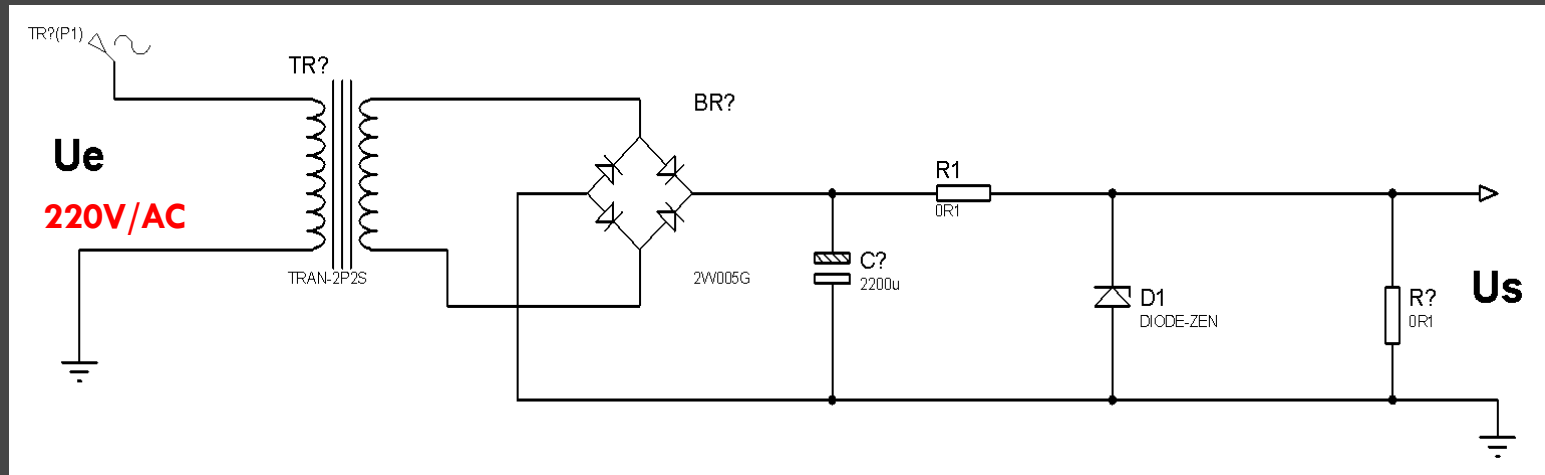 TR?(P1)
TR?
Ue
220V/AC
TRAN-2P2S
BR?
2W005G
C?
2200u
R1
0R1
D1
DIODE-ZEN
R?
0R1
Us